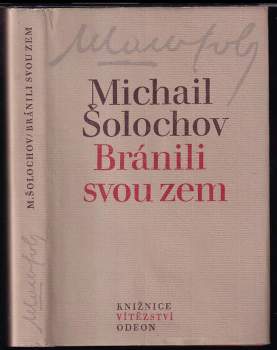 Michail
Šolochov
Bránili
svou zem
KNIŽNICE
VÍTĚZSTVÍ
ODEON
M. ŠOLOCHOV/BRÁNILI SVOU ZEM